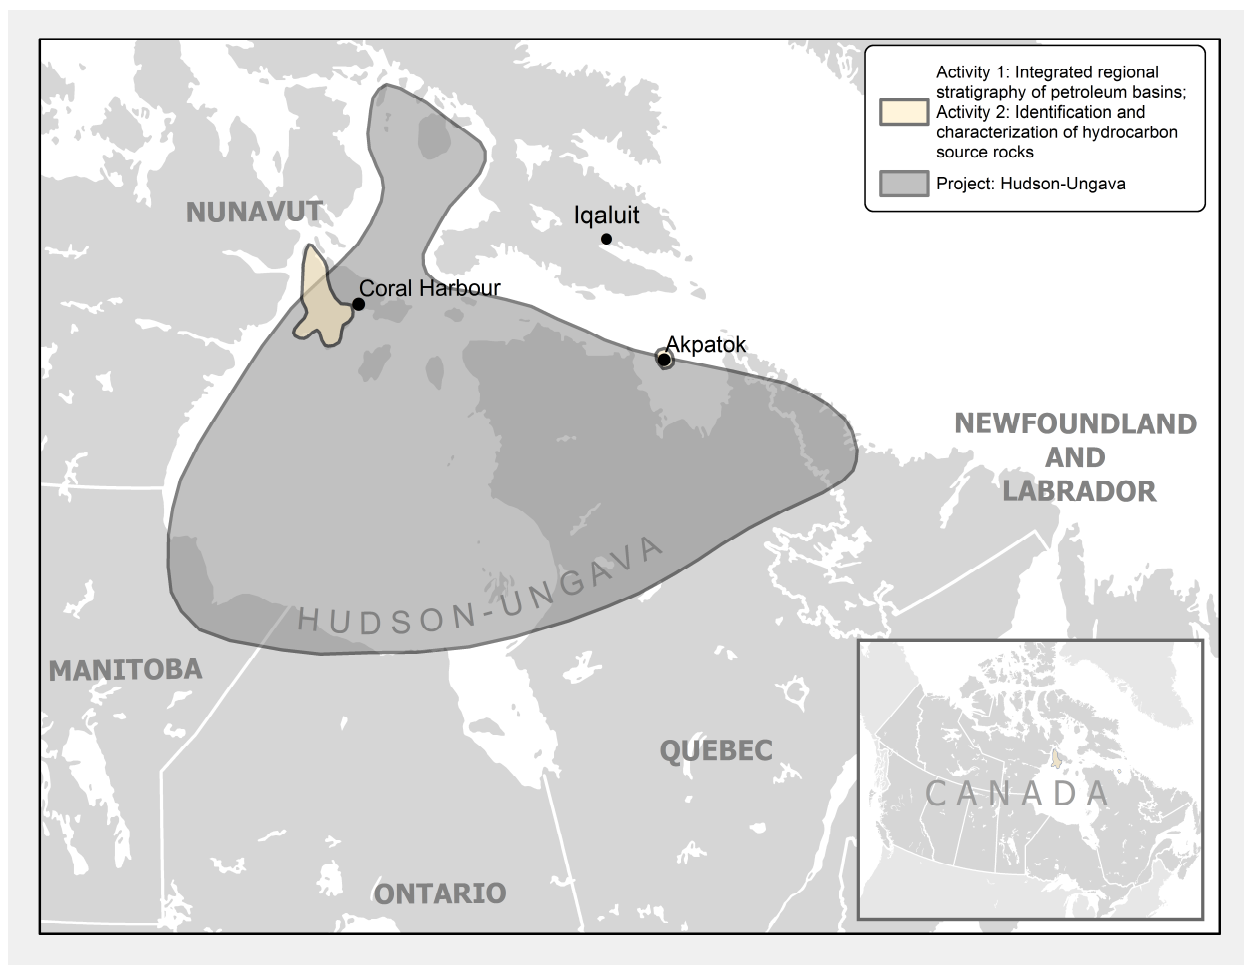 Activity 1: Integrated regional
stratigraphy of petroleum basins;
Activity 2: Identification and
characterization of hydrocarbon
source rocks
Project: Hudson-Ungava
NUNAVUT
Iqaluit
Coral Harbour
Akpatok
NEWFOUNDLAND
AND
LABRADOR
HUDSON-UNGAVA
MANITOBA
QUEBEC
CANADA
ONTARIO